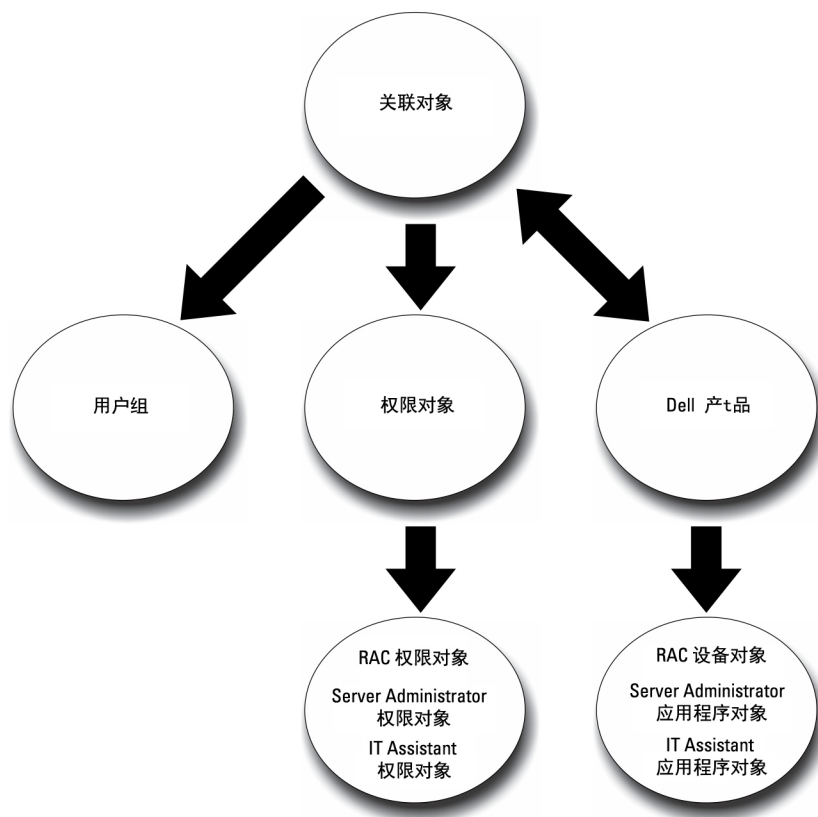 关联对象
用户组
权限对象
Dell 产t品
RAC 权限对象
Server Administrator
权限对象
IT Assistant
权限对象
RAC 设备对象
Server Administrator
应用程序对象
IT Assistant
应用程序对象